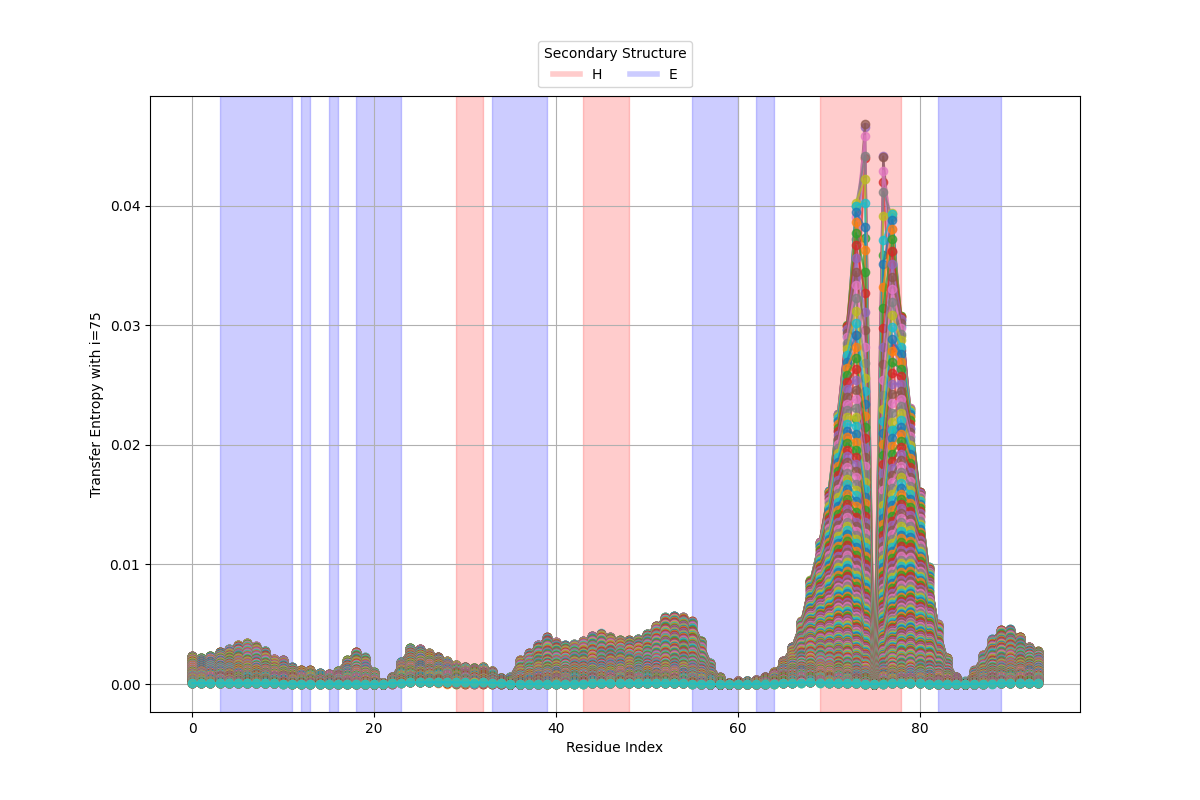 Secondary Structure
H E
0.04
0.03
0.02
0.01
0.00
Transfer Entropy with i=75
0 20 40 60 80
Residue Index